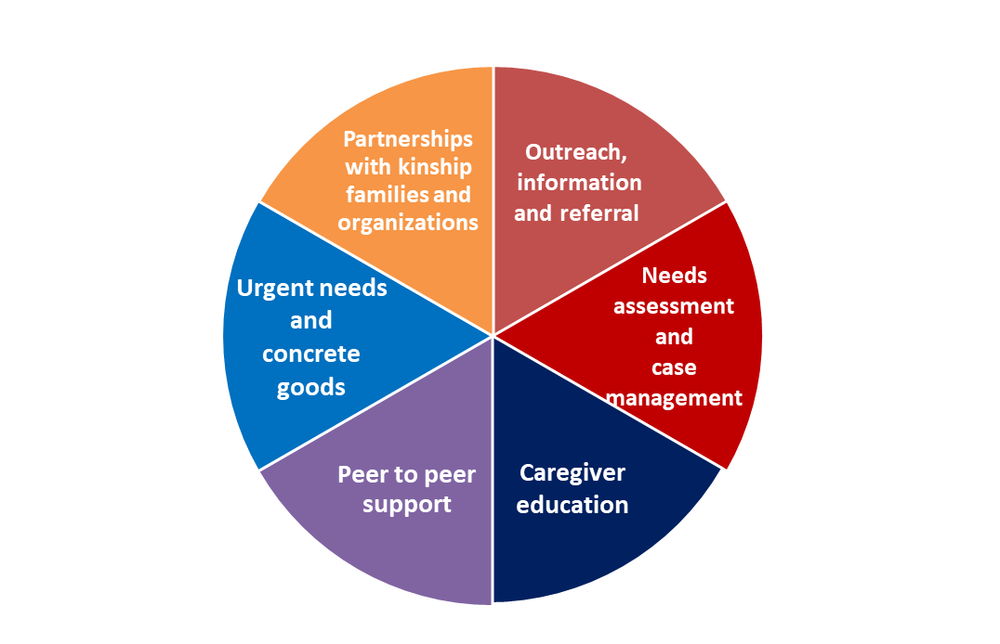 Partnerships
with kinship
families and
organizations
Outreach,
information
and referral
Needs
assessment
and
case
management
Caregiver
education
Peer to peer
support
Urgent needs
and
concrete
goods